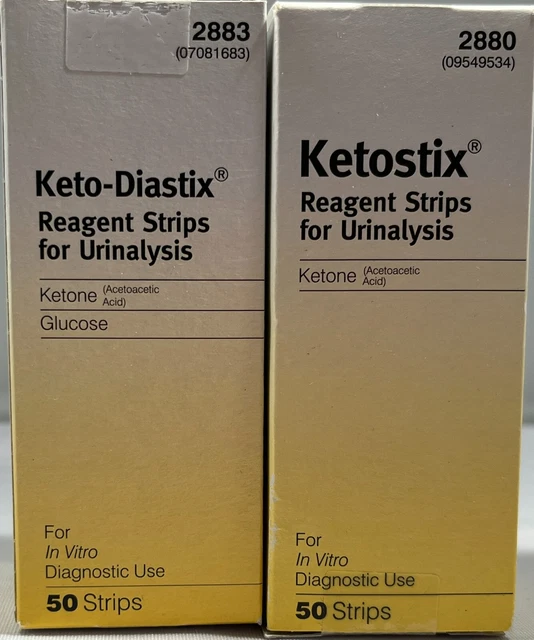 2883
(07081683)
Keto-Diastix®
Reagent Strips
for Urinalysis
Ketone (Acetoacetic
Acid)
Glucose
For
In Vitro
Diagnostic Use
50 Strips
2880
(09549534)
Ketostix®
Reagent Strips
for Urinalysis
Ketone (Acetoacetic
Acid)
For
In Vitro
Diagnostic Use
50 Strips